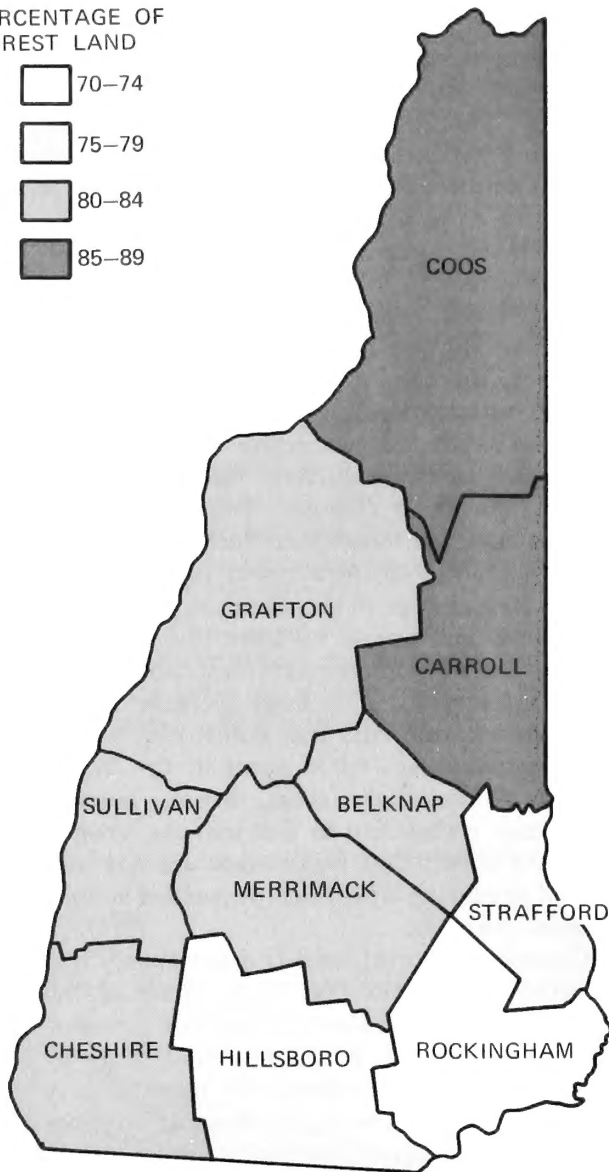 RCENTAGE OF
REST LAND
70–74
75–79
80–84
85–89
COOS
GRAFTON
CARROLL
SULLIVAN
BELKNAP
MERRIMACK
STRAFFORD
CHESHIRE
HILLSBORO
ROCKINGHAM